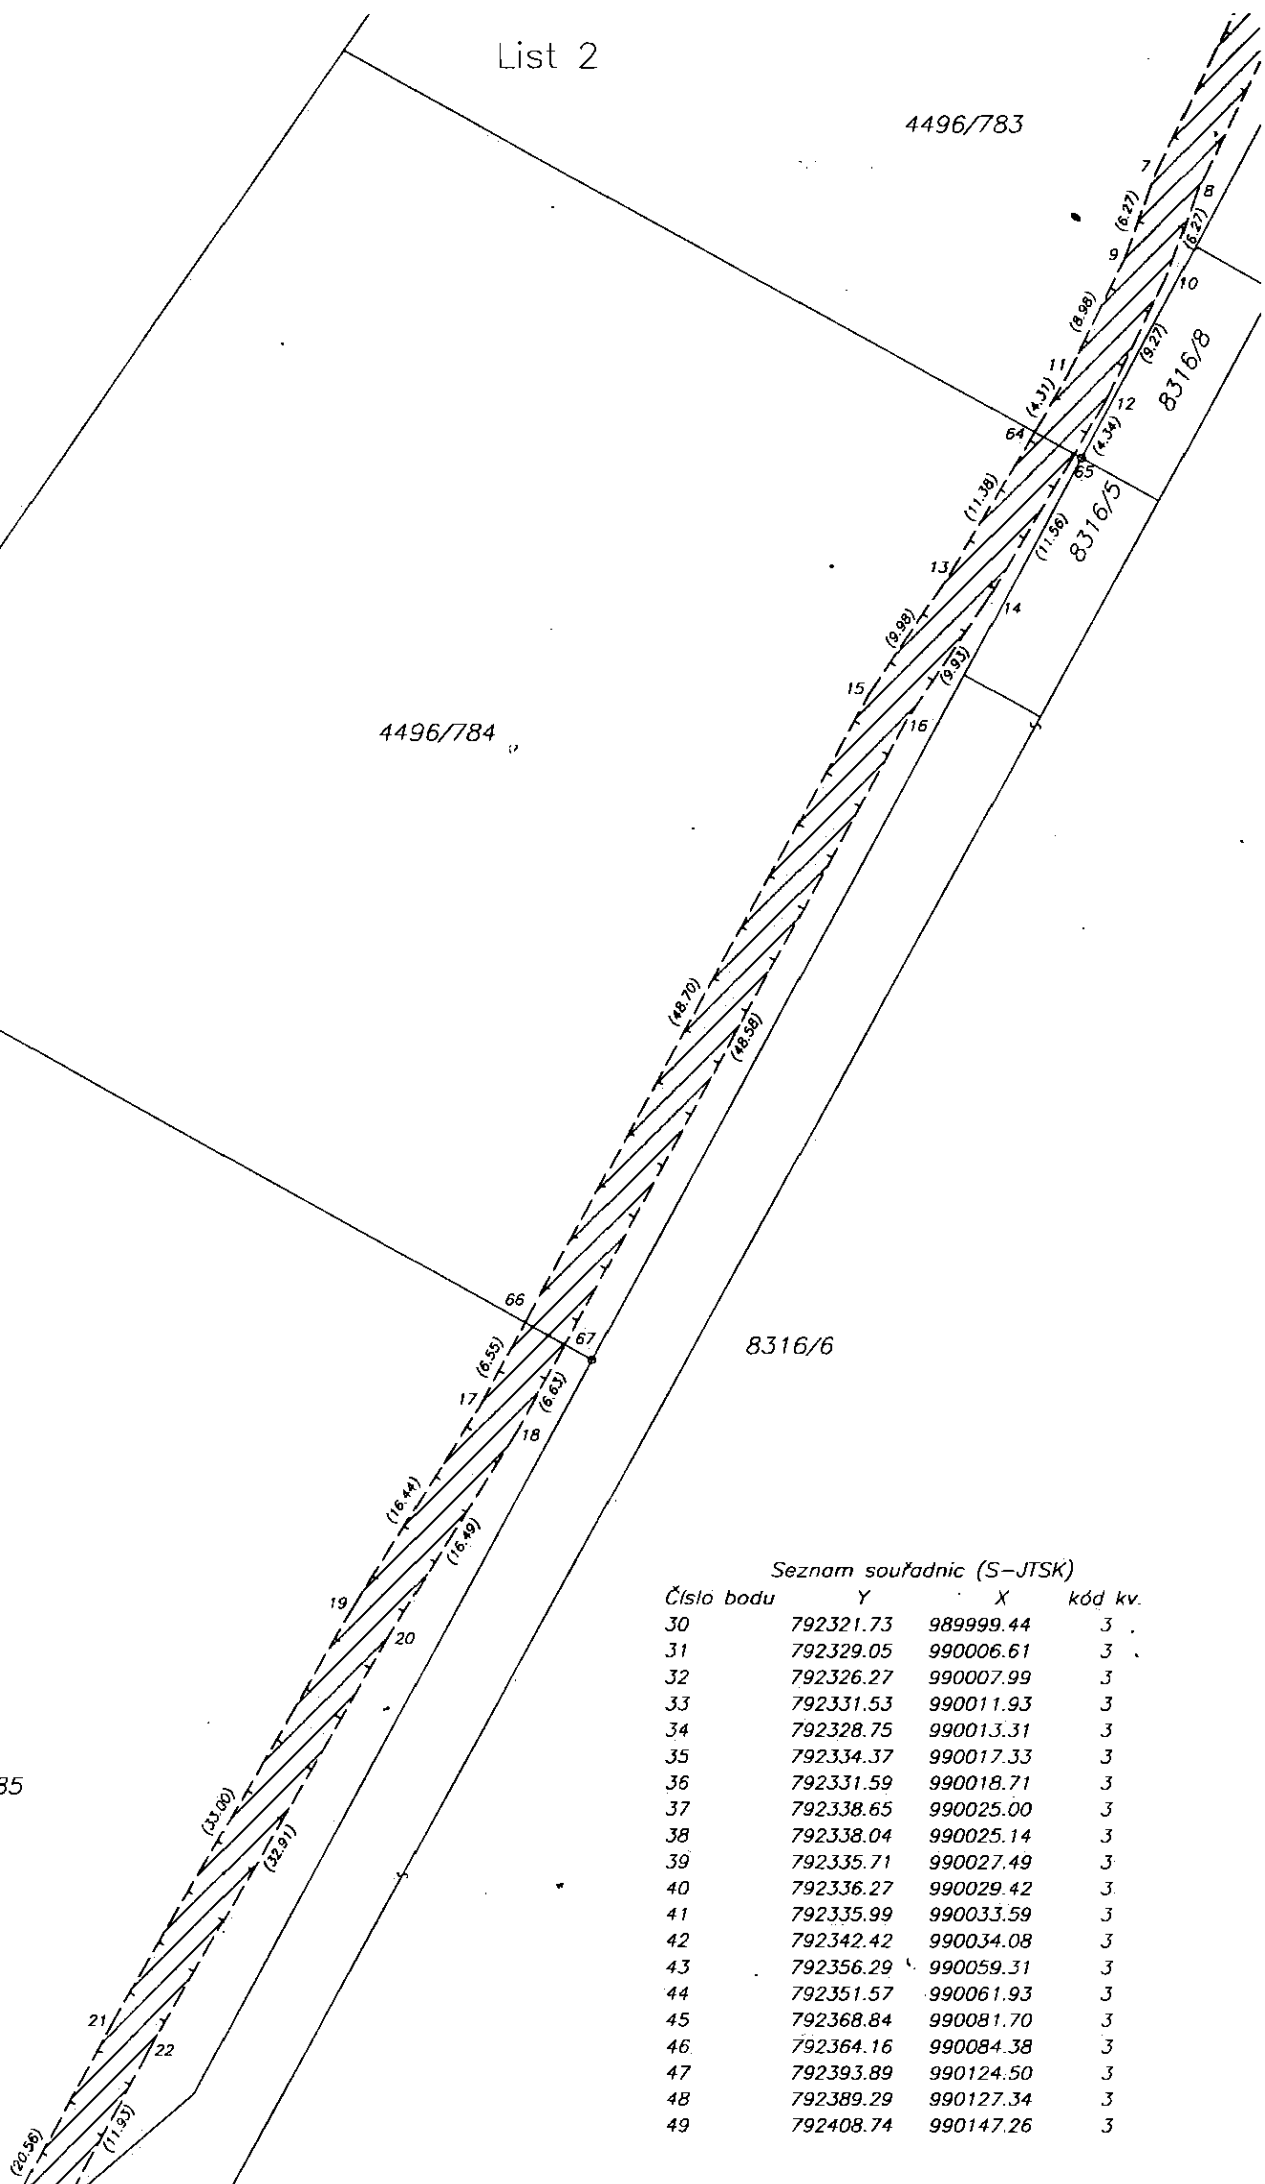 List 2
4496/783
7
8
(6.27)
(6.27)
9
10
(8.98)
(9.27)
8316/8
11
(4.31)
12
64
(4.34)
65
(11.38)
8316/5
(11.56)
13
14
(9.98)
(9.93)
15
16
4496/784
(48.70)
(48.58)
66
67
8316/6
(6.55)
(6.63)
17
18
(16.44)
(16.49)
19
20
85
(33.00)
(32.91)
21
22
(20.56)
(11.93)
Seznam souřadnic (S-JTSK)
Číslo bodu Y X kód kv.
30 792321.73 989999.44 3
31 792329.05 990006.61 3
32 792326.27 990007.99 3
33 792331.53 990011.93 3
34 792328.75 990013.31 3
35 792334.37 990017.33 3
36 792331.59 990018.71 3
37 792338.65 990025.00 3
38 792338.04 990025.14 3
39 792335.71 990027.49 3
40 792336.27 990029.42 3
41 792335.99 990033.59 3
42 792342.42 990034.08 3
43 792356.29 990059.31 3
44 792351.57 990061.93 3
45 792368.84 990081.70 3
46 792364.16 990084.38 3
47 792393.89 990124.50 3
48 792389.29 990127.34 3
49 792408.74 990147.26 3